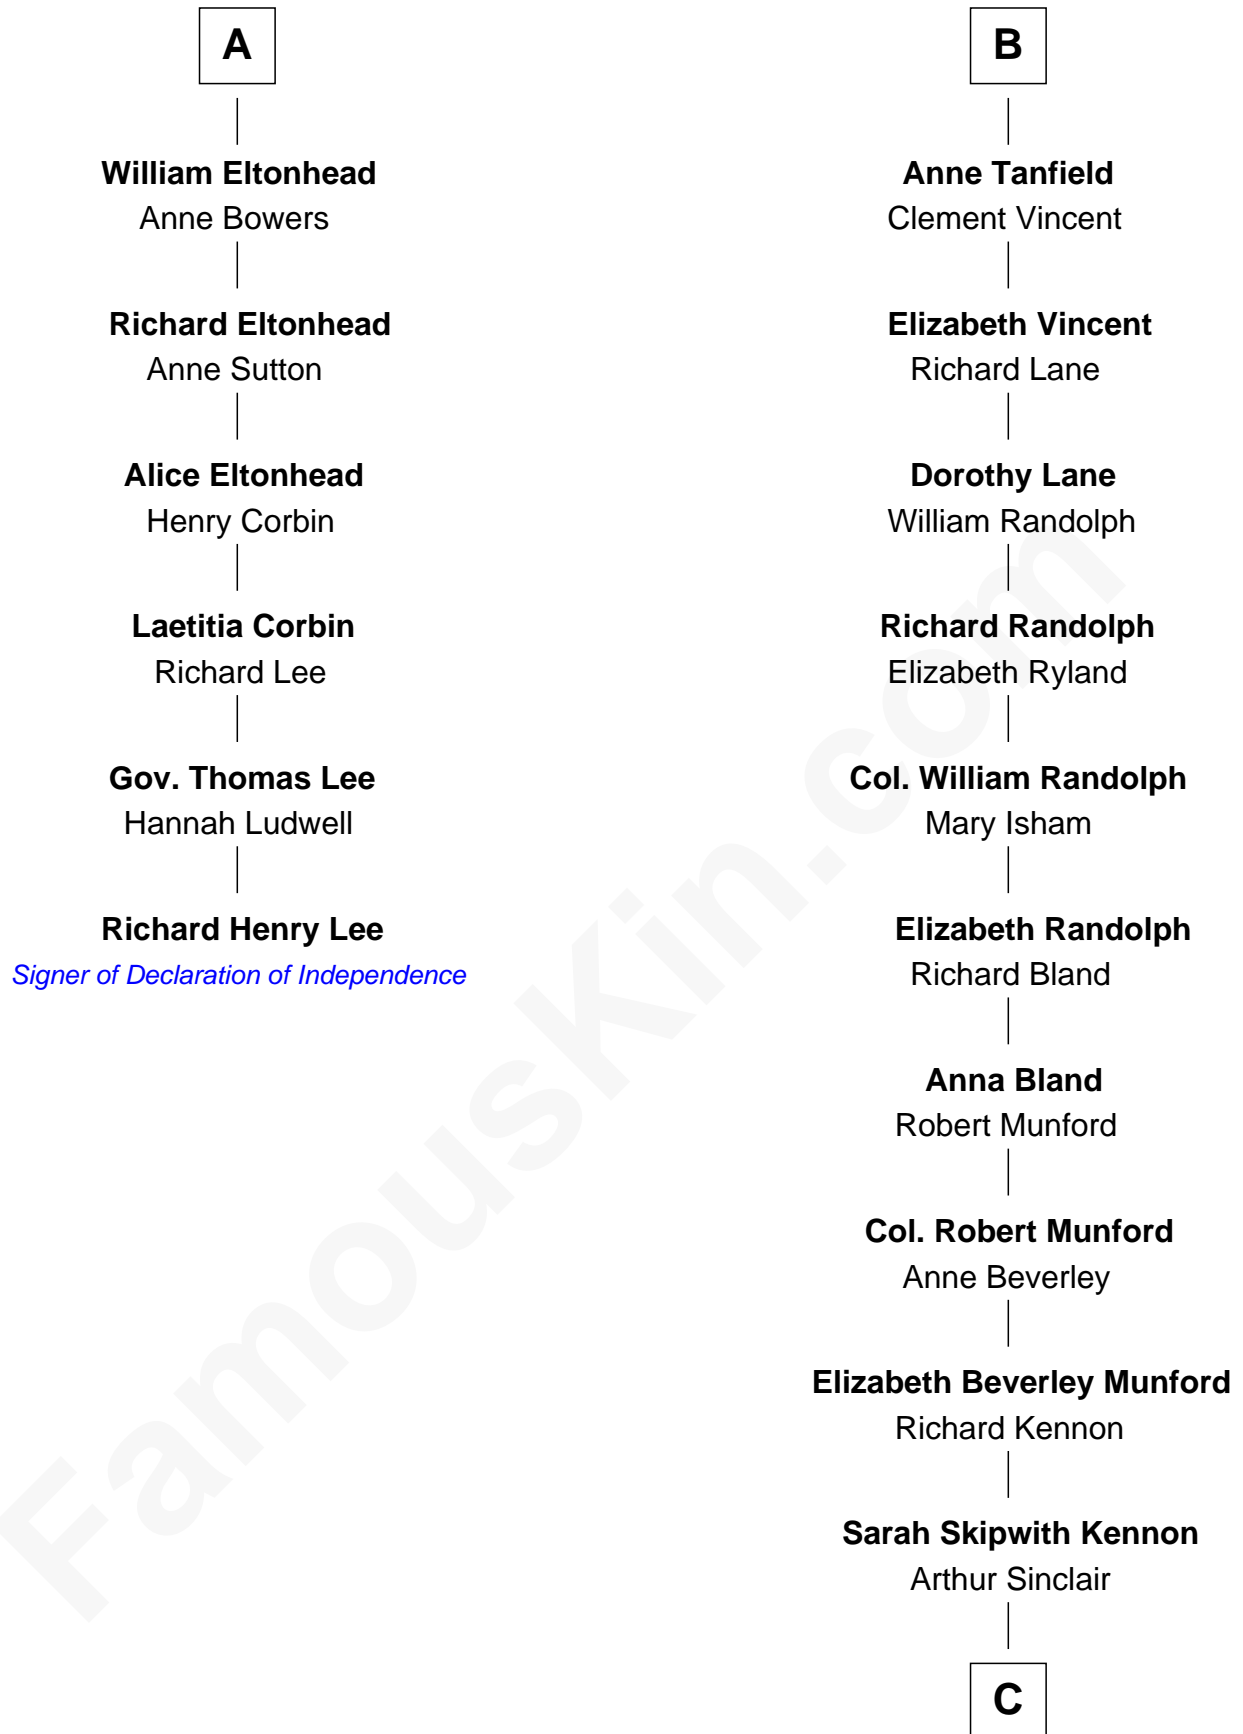 A
William Eltonhead
Anne Bowers
Richard Eltonhead
Anne Sutton
Alice Eltonhead
Henry Corbin
Laetitia Corbin
Richard Lee
Gov. Thomas Lee
Hannah Ludwell
Richard Henry Lee
Signer of Declaration of Independence
B
Anne Tanfield
Clement Vincent
Elizabeth Vincent
Richard Lane
Dorothy Lane
William Randolph
Richard Randolph
Elizabeth Ryland
Col. William Randolph
Mary Isham
Elizabeth Randolph
Richard Bland
Anna Bland
Robert Munford
Col. Robert Munford
Anne Beverley
Elizabeth Beverley Munford
Richard Kennon
Sarah Skipwith Kennon
Arthur Sinclair
C
FamousKin.com